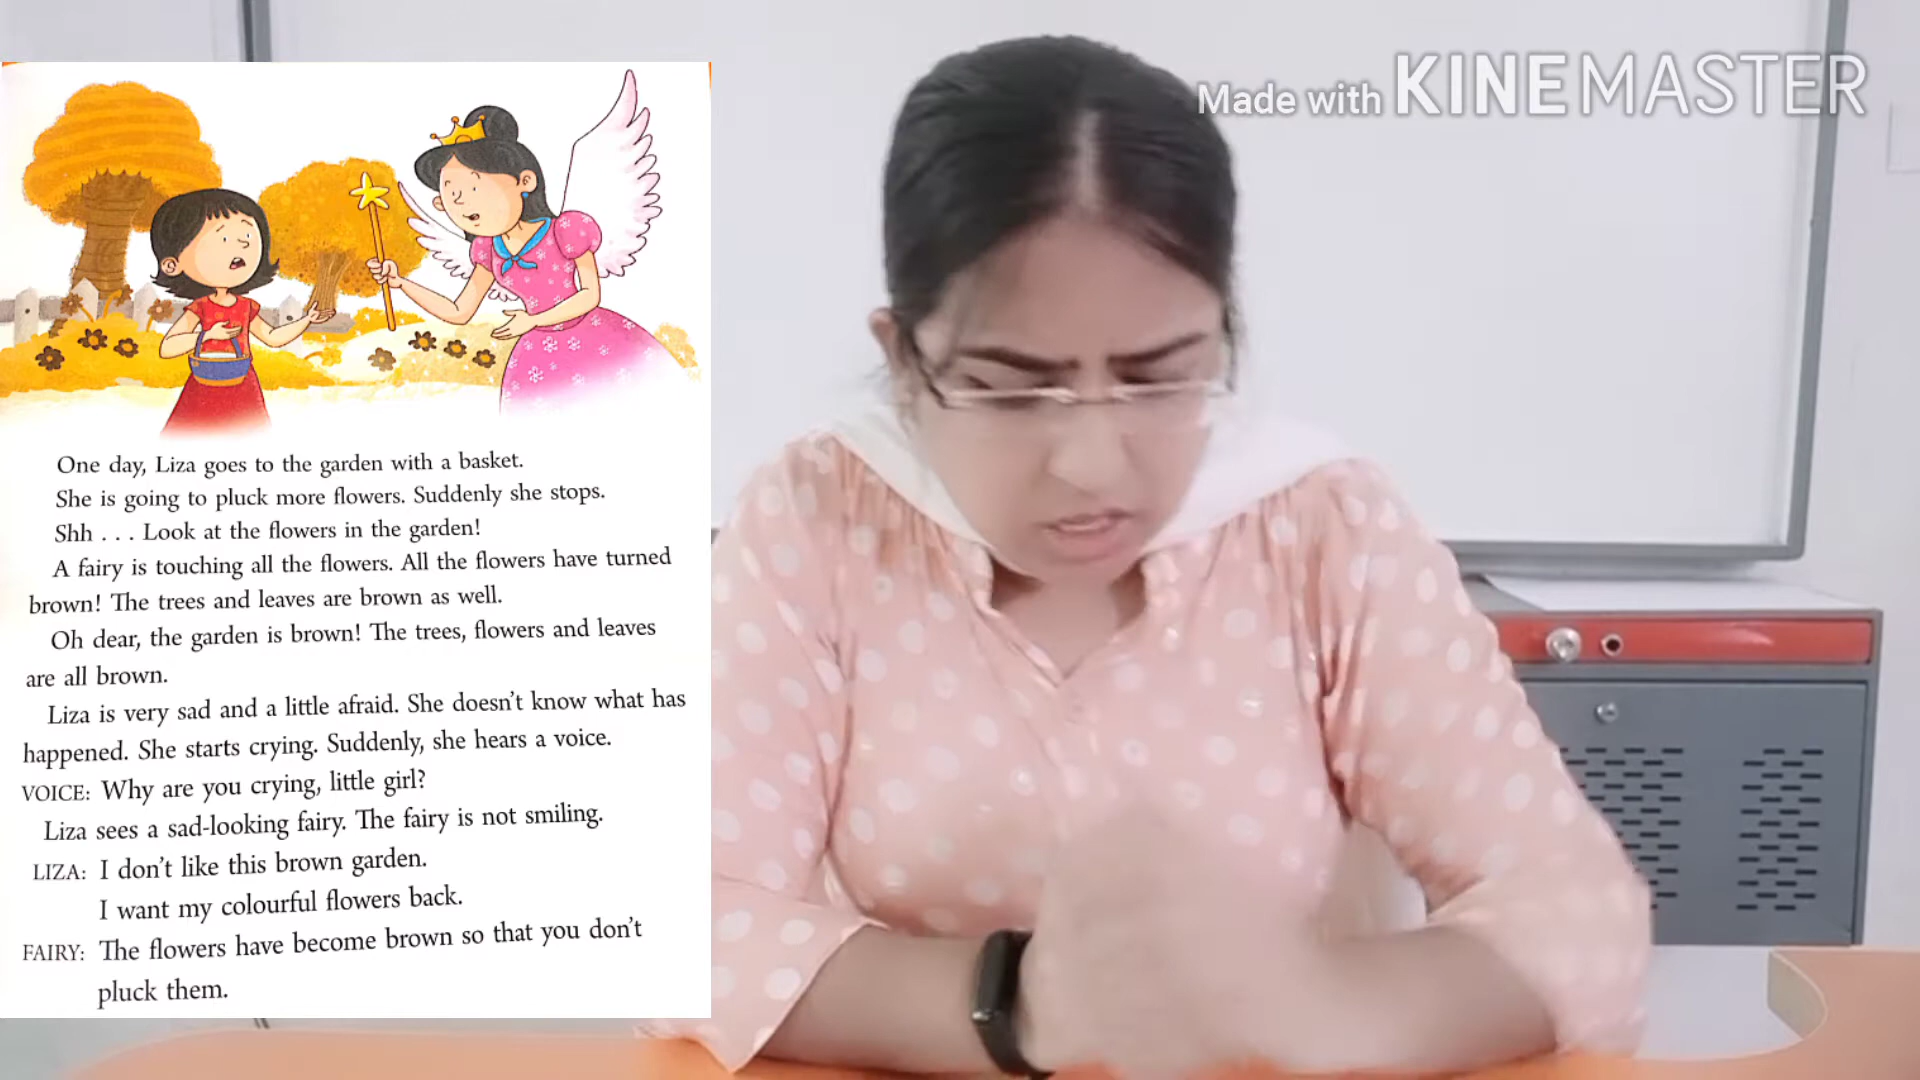 Made with KINEMASTER
One day, Liza goes to the garden with a basket.
She is going to pluck more flowers. Suddenly she stops.
Shh . . . Look at the flowers in the garden!
A fairy is touching all the flowers. All the flowers have turned
brown! The trees and leaves are brown as well.
Oh dear, the garden is brown! The trees, flowers and leaves
are all brown.
Liza is very sad and a little afraid. She doesn't know what has
happened. She starts crying. Suddenly, she hears a voice.
VOICE: Why are you crying, little girl?
Liza sees a sad-looking fairy. The fairy is not smiling.
LIZA: I don't like this brown garden.
I want my colourful flowers back.
FAIRY: The flowers have become brown so that you don't
pluck them.